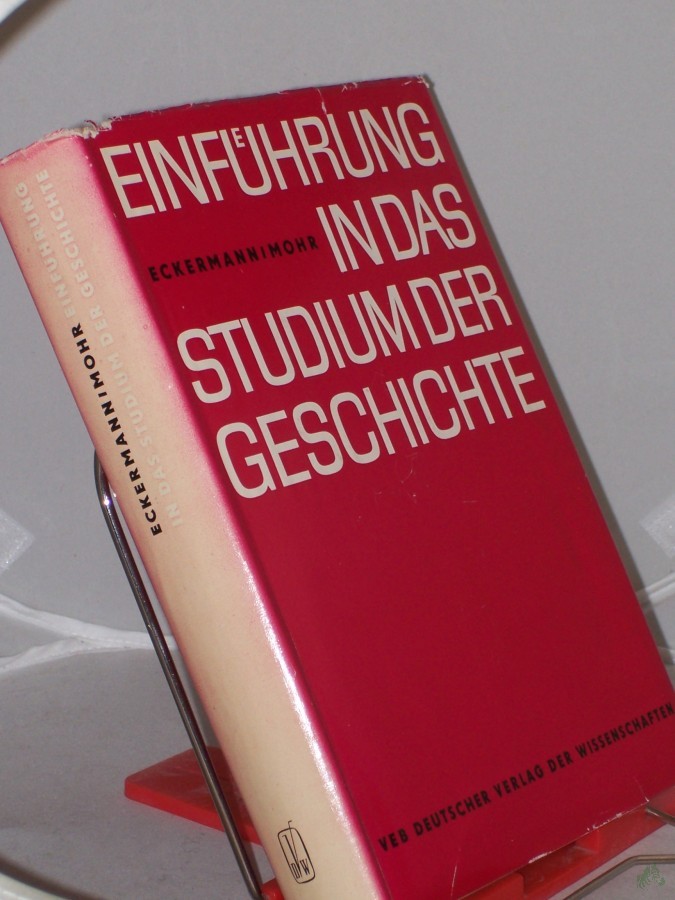 EINFÜHRUNG
ECKERMANN/MOHR
IN DAS
STUDIUM DER
GESCHICHTE
VEB DEUTSCHER VERLAG DER WISSENSCHAFTEN
ECKERMANN/MOHR EINFÜHRUNG
IN DAS STUDIUM DER GESCHICHTE
VDW